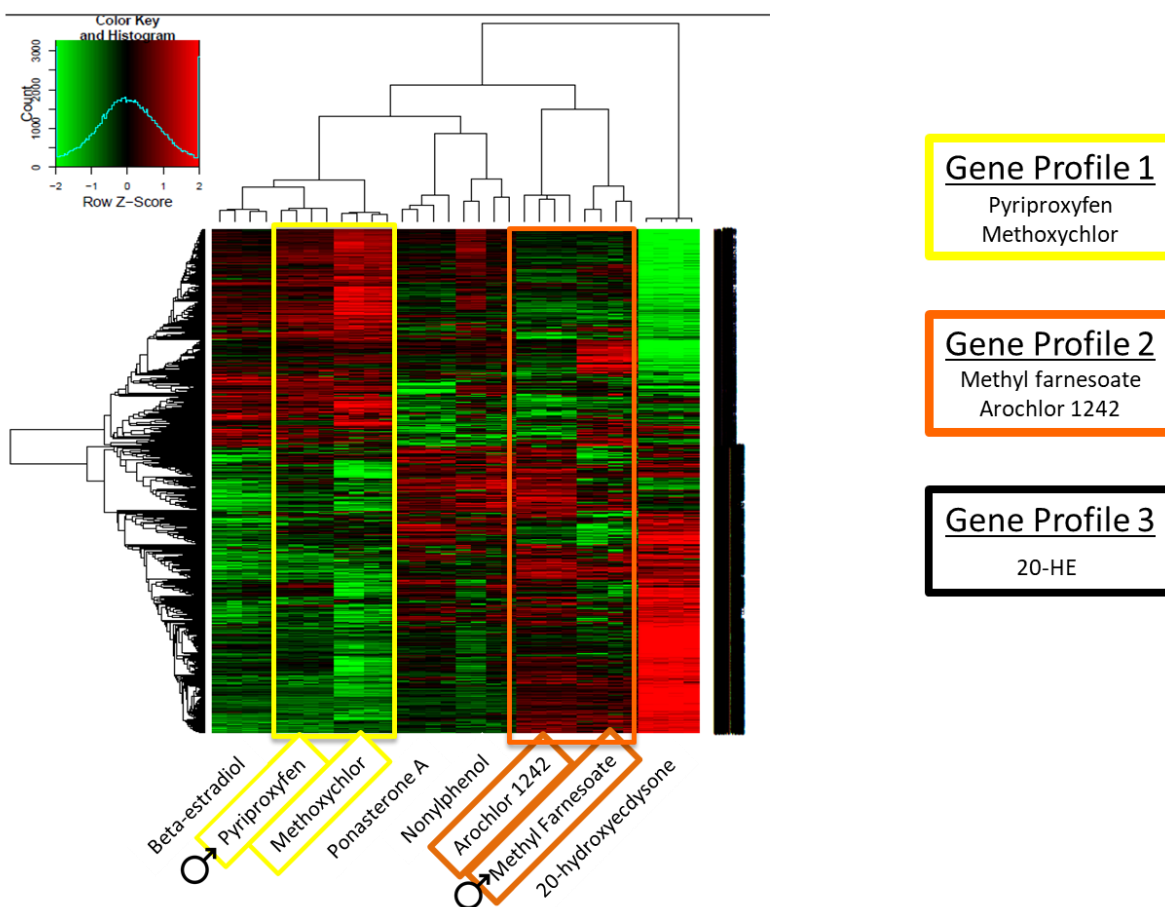 Color Key
and Histogram
Count
0 1000 2000 3000
−2 −1 0 1 2
Row Z−Score
Beta-estradiol
Pyriproxyfen
Methoxychlor
Ponasterone A
Nonylphenol
Arochlor 1242
Methyl Farnesoate
20-hydroxyecdysone
Gene Profile 1
Pyriproxyfen
Methoxychlor
Gene Profile 2
Methyl farnesoate
Arochlor 1242
Gene Profile 3
20-HE